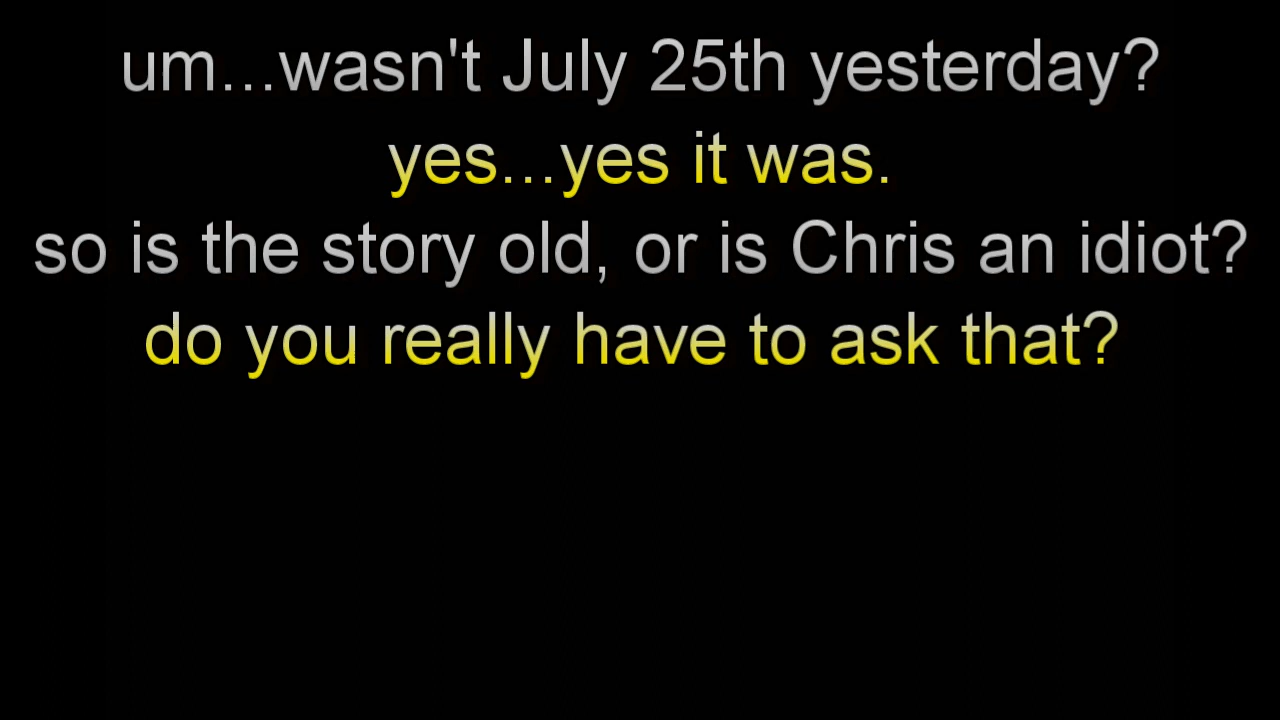 um...wasn't July 25th yesterday?
yes...yes it was.
so is the story old, or is Chris an idiot?
do you really have to ask that?